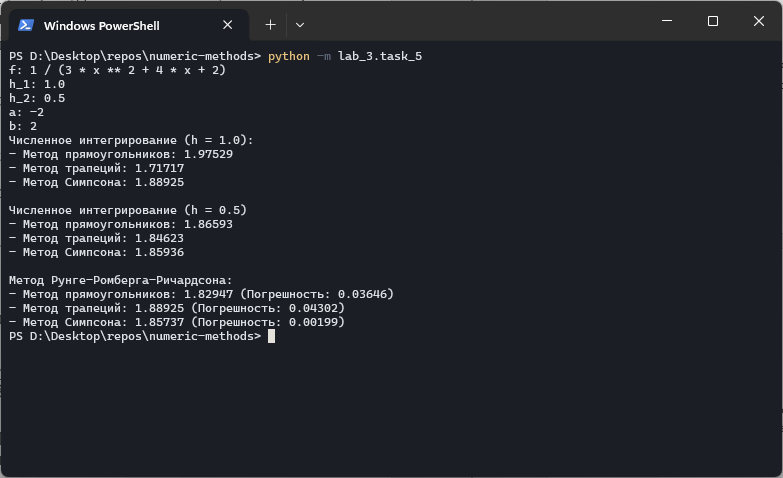 Windows PowerShell
PS D:\Desktop\repos\numeric-methods> python -m lab_3.task_5
f: 1 / (3 * x ** 2 + 4 * x + 2)
h_1: 1.0
h_2: 0.5
a: -2
b: 2
Численное интегрирование (h = 1.0):
- Метод прямоугольников: 1.97529
- Метод трапеций: 1.71717
- Метод Симпсона: 1.88925

Численное интегрирование (h = 0.5)
- Метод прямоугольников: 1.86593
- Метод трапеций: 1.84623
- Метод Симпсона: 1.85936

Метод Рунге-Ромберга-Ричардсона:
- Метод прямоугольников: 1.82947 (Погрешность: 0.03646)
- Метод трапеций: 1.88925 (Погрешность: 0.04302)
- Метод Симпсона: 1.85737 (Погрешность: 0.00199)
PS D:\Desktop\repos\numeric-methods>